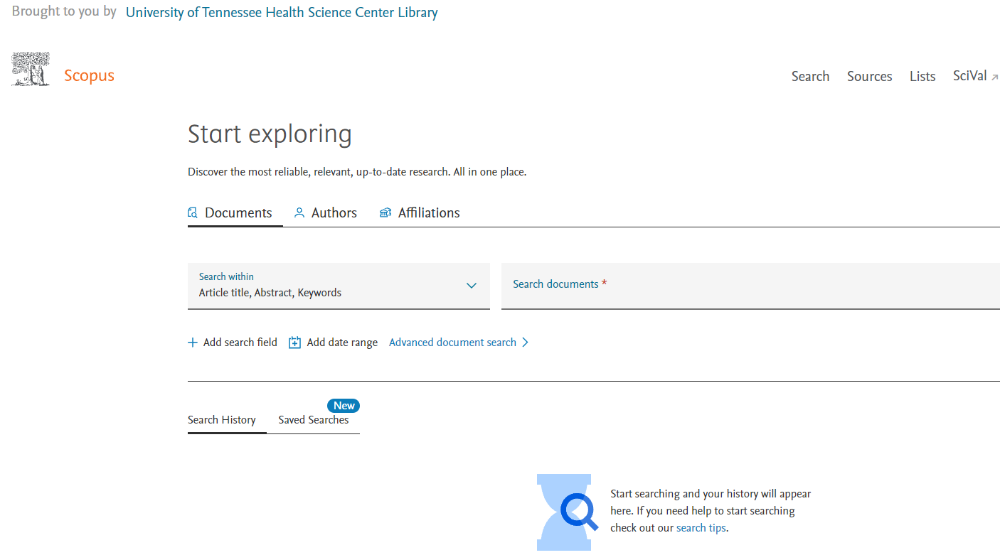 Brought to you by University of Tennessee Health Science Center Library
Scopus
Search Sources Lists SciVal
Start exploring
Discover the most reliable, relevant, up-to-date research. All in one place.
Documents Authors Affiliations
Search within
Article title, Abstract, Keywords
Search documents *
Add search field Add date range Advanced document search
New
Search History Saved Searches
Start searching and your history will appear
here. If you need help to start searching
check out our search tips.